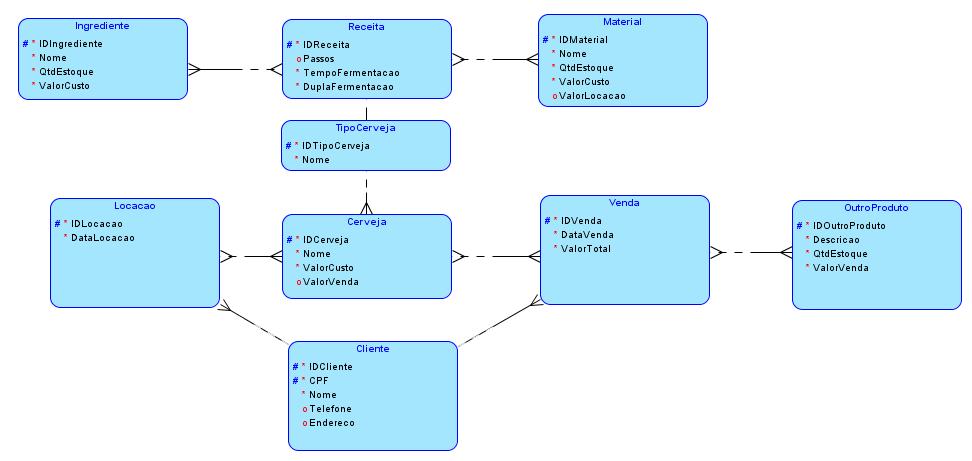 Ingrediente
# * IDIngrediente
* Nome
* QtdEstoque
* ValorCusto
Receita
# * IDReceita
o Passos
* TempoFermentacao
* DuplaFermentacao
Material
# * IDMaterial
* Nome
* QtdEstoque
* ValorCusto
o ValorLocacao
TipoCerveja
# * IDTipoCerveja
* Nome
Locacao
# * IDLocacao
* DataLocacao
Cerveja
# * IDCerveja
* Nome
* ValorCusto
o ValorVenda
Venda
# * IDVenda
* DataVenda
* ValorTotal
OutroProduto
# * IDOutroProduto
* Descricao
* QtdEstoque
* ValorVenda
Cliente
# * IDCliente
# * CPF
* Nome
o Telefone
o Endereco